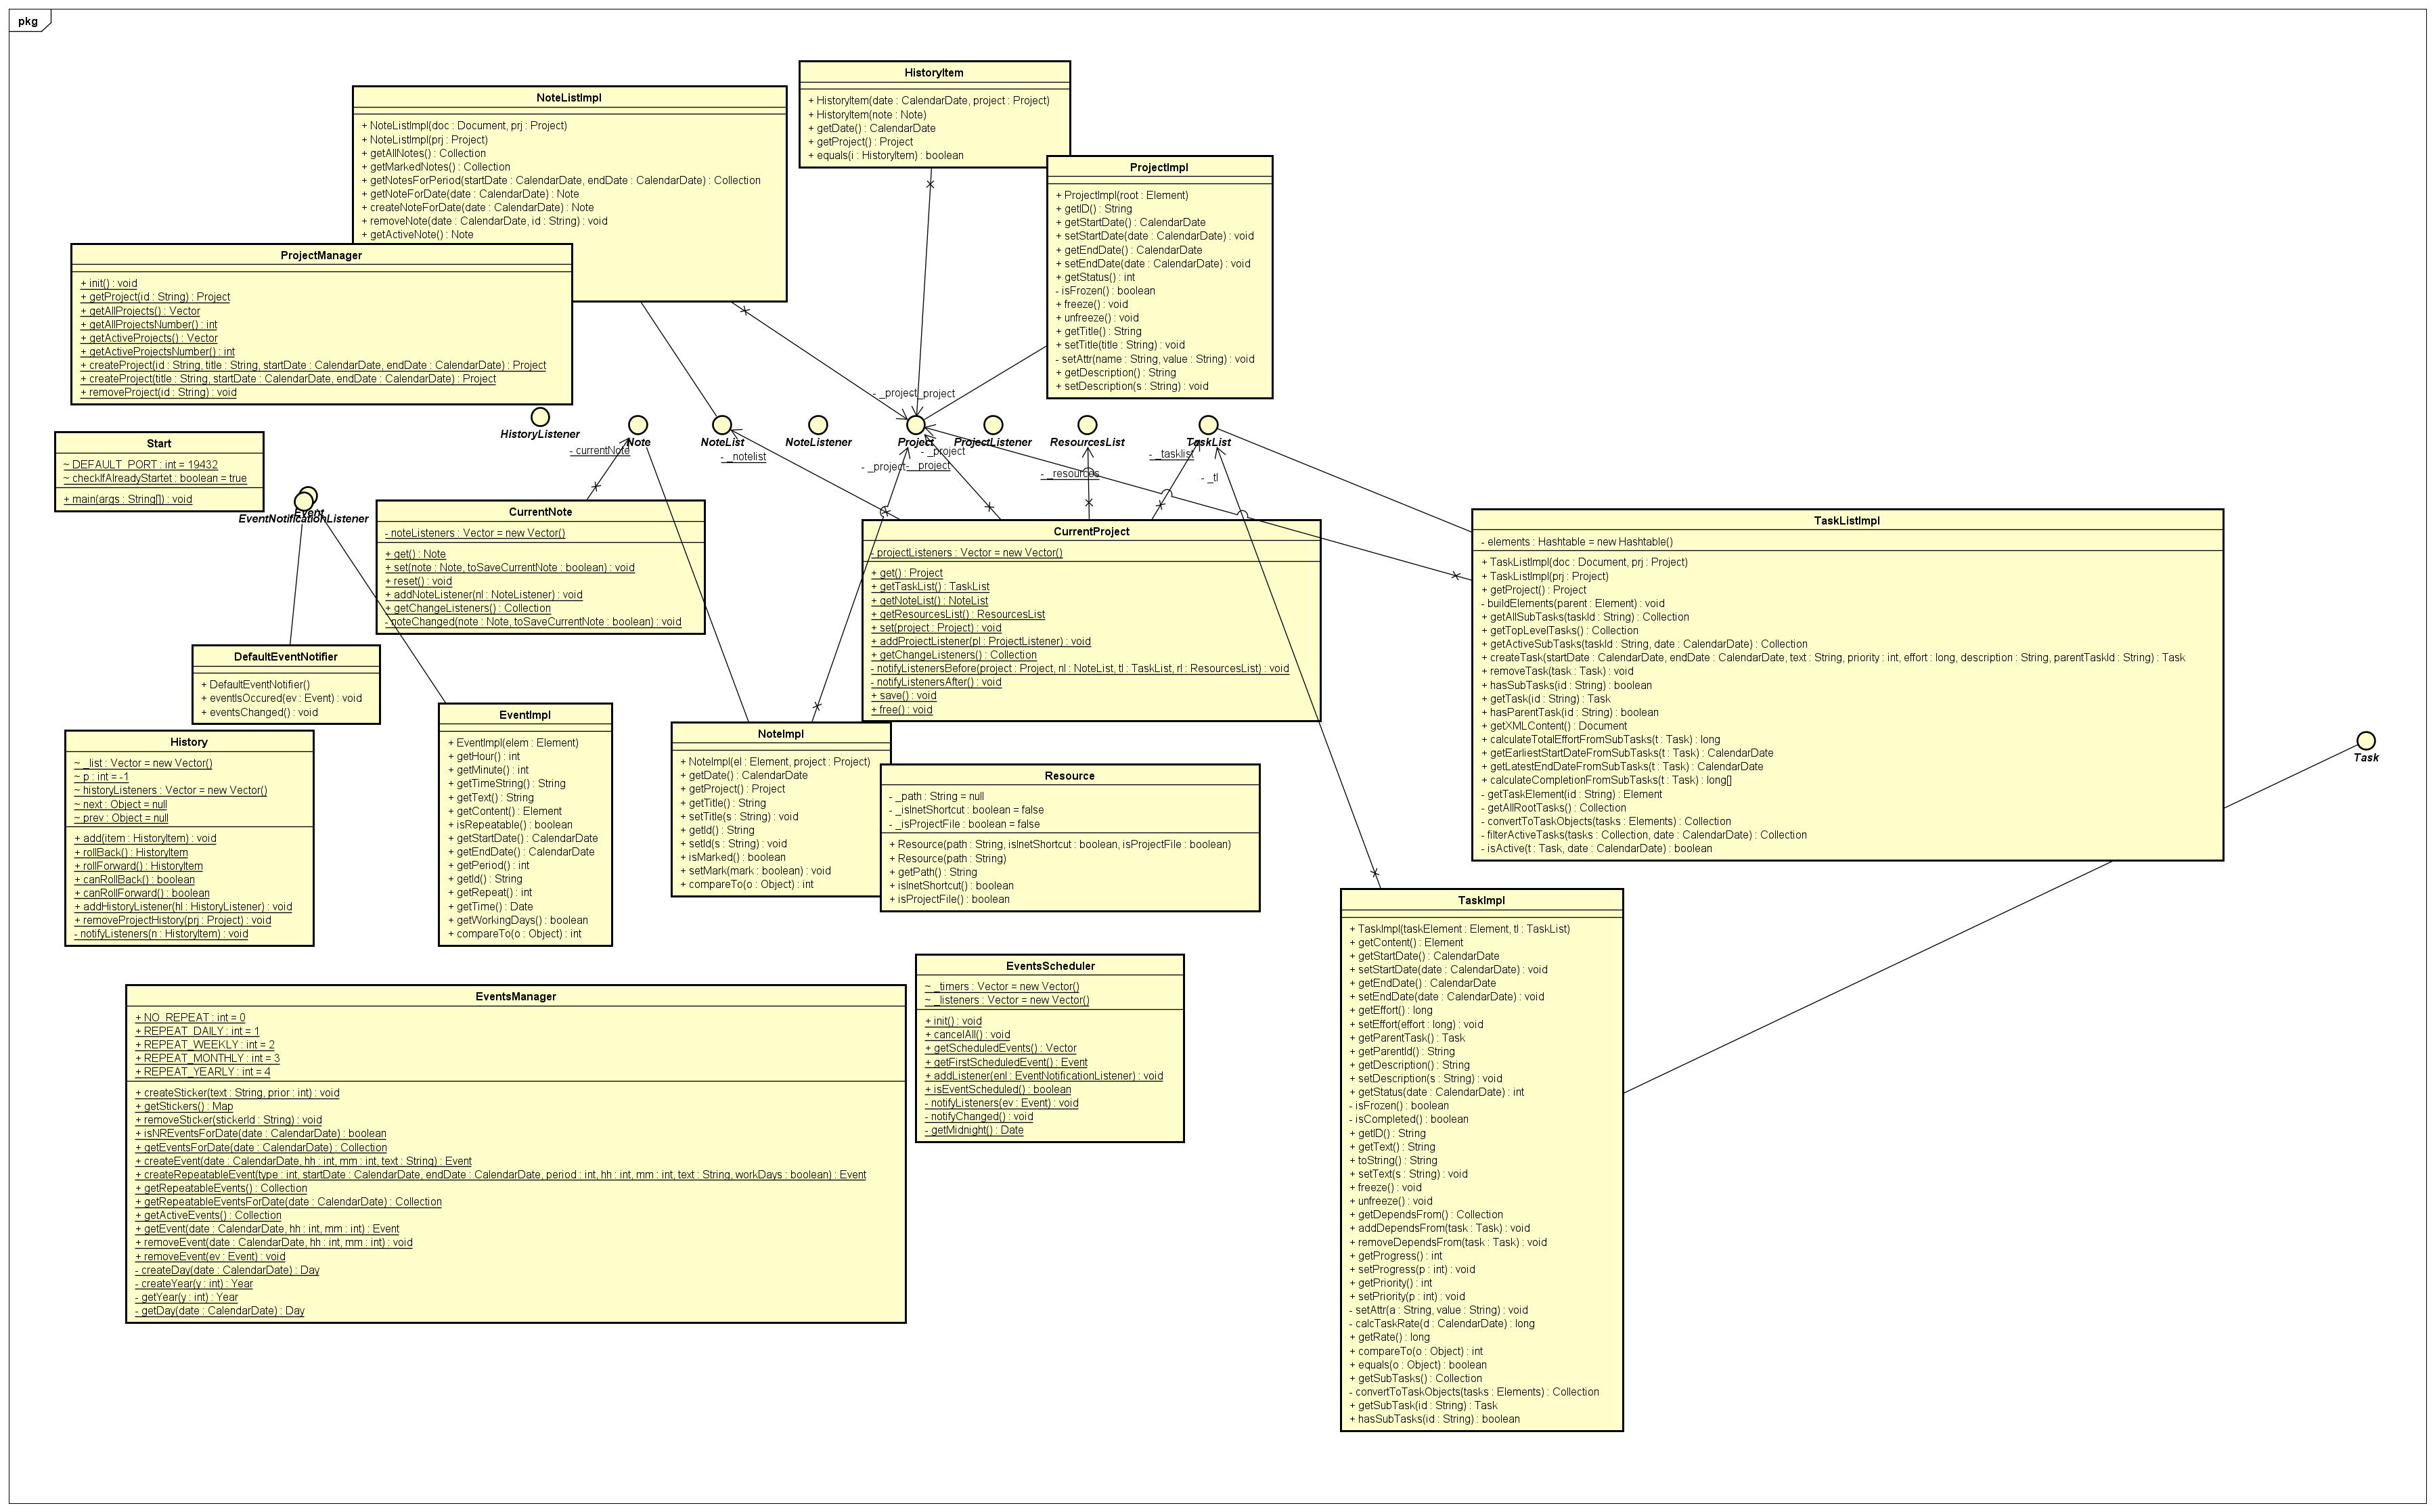 pkg
HistoryItem
+ HistoryItem(date : CalendarDate, project : Project)
+ HistoryItem(note : Note)
+ getDate() : CalendarDate
+ getProject() : Project
+ equals(i : HistoryItem) : boolean
NoteListImpl
+ NoteListImpl(doc : Document, prj : Project)
+ NoteListImpl(prj : Project)
+ getAllNotes() : Collection
+ getMarkedNotes() : Collection
+ getNotesForPeriod(startDate : CalendarDate, endDate : CalendarDate) : Collection
+ getNoteForDate(date : CalendarDate) : Note
+ createNoteForDate(date : CalendarDate) : Note
+ removeNote(date : CalendarDate, id : String) : void
+ getActiveNote() : Note
ProjectImpl
+ ProjectImpl(root : Element)
+ getID() : String
+ getStartDate() : CalendarDate
+ setStartDate(date : CalendarDate) : void
+ getEndDate() : CalendarDate
+ setEndDate(date : CalendarDate) : void
+ getStatus() : int
- isFrozen() : boolean
+ freeze() : void
+ unfreeze() : void
+ getTitle() : String
+ setTitle(title : String) : void
- setAttr(name : String, value : String) : void
+ getDescription() : String
+ setDescription(s : String) : void
ProjectManager
+ init() : void
+ getProject(id : String) : Project
+ getAllProjects() : Vector
+ getAllProjectsNumber() : int
+ getActiveProjects() : Vector
+ getActiveProjectsNumber() : int
+ createProject(id : String, title : String, startDate : CalendarDate, endDate : CalendarDate) : Project
+ createProject(title : String, startDate : CalendarDate, endDate : CalendarDate) : Project
+ removeProject(id : String) : void
- _project
_project
HistoryListener
Note
NoteList
NoteListener
Project
ProjectListener
ResourcesList
TaskList
- currentNote
- _notelist
- _project
- _project
- _project
- _resources
- _tasklist
- _tl
Start
~ DEFAULT_PORT : int = 19432
~ checkIfAlreadyStartet : boolean = true
+ main(args : String[]) : void
Event
EventNotificationListener
CurrentNote
- noteListeners : Vector = new Vector()
+ get() : Note
+ set(note : Note, toSaveCurrentNote : boolean) : void
+ reset() : void
+ addNoteListener(nl : NoteListener) : void
+ getChangeListeners() : Collection
- noteChanged(note : Note, toSaveCurrentNote : boolean) : void
CurrentProject
- projectListeners : Vector = new Vector()
+ get() : Project
+ getTaskList() : TaskList
+ getNoteList() : NoteList
+ getResourcesList() : ResourcesList
+ set(project : Project) : void
+ addProjectListener(pl : ProjectListener) : void
+ getChangeListeners() : Collection
- notifyListenersBefore(project : Project, nl : NoteList, tl : TaskList, rl : ResourcesList) : void
- notifyListenersAfter() : void
+ save() : void
+ free() : void
TaskListImpl
- elements : Hashtable = new Hashtable()
+ TaskListImpl(doc : Document, prj : Project)
+ TaskListImpl(prj : Project)
+ getProject() : Project
- buildElements(parent : Element) : void
+ getAllSubTasks(taskId : String) : Collection
+ getTopLevelTasks() : Collection
+ getActiveSubTasks(taskId : String, date : CalendarDate) : Collection
+ createTask(startDate : CalendarDate, endDate : CalendarDate, text : String, priority : int, effort : long, description : String, parentTaskId : String) : Task
+ removeTask(task : Task) : void
+ hasSubTasks(id : String) : boolean
+ getTask(id : String) : Task
+ hasParentTask(id : String) : boolean
+ getXMLContent() : Document
+ calculateTotalEffortFromSubTasks(t : Task) : long
+ getEarliestStartDateFromSubTasks(t : Task) : CalendarDate
+ getLatestEndDateFromSubTasks(t : Task) : CalendarDate
+ calculateCompletionFromSubTasks(t : Task) : long[]
- getTaskElement(id : String) : Element
- getAllRootTasks() : Collection
- convertToTaskObjects(tasks : Elements) : Collection
- filterActiveTasks(tasks : Collection, date : CalendarDate) : Collection
- isActive(t : Task, date : CalendarDate) : boolean
Task
DefaultEventNotifier
+ DefaultEventNotifier()
+ eventIsOccured(ev : Event) : void
+ eventsChanged() : void
History
~ _list : Vector = new Vector()
~ p : int = -1
~ historyListeners : Vector = new Vector()
~ next : Object = null
~ prev : Object = null
+ add(item : HistoryItem) : void
+ rollBack() : HistoryItem
+ rollForward() : HistoryItem
+ canRollBack() : boolean
+ canRollForward() : boolean
+ addHistoryListener(hl : HistoryListener) : void
+ removeProjectHistory(prj : Project) : void
- notifyListeners(n : HistoryItem) : void
EventImpl
+ EventImpl(elem : Element)
+ getHour() : int
+ getMinute() : int
+ getTimeString() : String
+ getText() : String
+ getContent() : Element
+ isRepeatable() : boolean
+ getStartDate() : CalendarDate
+ getEndDate() : CalendarDate
+ getPeriod() : int
+ getId() : String
+ getRepeat() : int
+ getTime() : Date
+ getWorkingDays() : boolean
+ compareTo(o : Object) : int
NoteImpl
+ NoteImpl(el : Element, project : Project)
+ getDate() : CalendarDate
+ getProject() : Project
+ getTitle() : String
+ setTitle(s : String) : void
+ getId() : String
+ setId(s : String) : void
+ isMarked() : boolean
+ setMark(mark : boolean) : void
+ compareTo(o : Object) : int
Resource
- _path : String = null
- _isInetShortcut : boolean = false
- _isProjectFile : boolean = false
+ Resource(path : String, isInetShortcut : boolean, isProjectFile : boolean)
+ Resource(path : String)
+ getPath() : String
+ isInetShortcut() : boolean
+ isProjectFile() : boolean
TaskImpl
+ TaskImpl(taskElement : Element, tl : TaskList)
+ getContent() : Element
+ getStartDate() : CalendarDate
+ setStartDate(date : CalendarDate) : void
+ getEndDate() : CalendarDate
+ setEndDate(date : CalendarDate) : void
+ getEffort() : long
+ setEffort(effort : long) : void
+ getParentTask() : Task
+ getParentId() : String
+ getDescription() : String
+ setDescription(s : String) : void
+ getStatus(date : CalendarDate) : int
- isFrozen() : boolean
- isCompleted() : boolean
+ getID() : String
+ getText() : String
+ toString() : String
+ setText(s : String) : void
+ freeze() : void
+ unfreeze() : void
+ getDependsFrom() : Collection
+ addDependsFrom(task : Task) : void
+ removeDependsFrom(task : Task) : void
+ getProgress() : int
+ setProgress(p : int) : void
+ getPriority() : int
+ setPriority(p : int) : void
- setAttr(a : String, value : String) : void
- calcTaskRate(d : CalendarDate) : long
+ getRate() : long
+ compareTo(o : Object) : int
+ equals(o : Object) : boolean
+ getSubTasks() : Collection
- convertToTaskObjects(tasks : Elements) : Collection
+ getSubTask(id : String) : Task
+ hasSubTasks(id : String) : boolean
EventsScheduler
~ _timers : Vector = new Vector()
~ _listeners : Vector = new Vector()
+ init() : void
+ cancelAll() : void
+ getScheduledEvents() : Vector
+ getFirstScheduledEvent() : Event
+ addListener(enl : EventNotificationListener) : void
+ isEventScheduled() : boolean
- notifyListeners(ev : Event) : void
- notifyChanged() : void
- getMidnight() : Date
EventsManager
+ NO_REPEAT : int = 0
+ REPEAT_DAILY : int = 1
+ REPEAT_WEEKLY : int = 2
+ REPEAT_MONTHLY : int = 3
+ REPEAT_YEARLY : int = 4
+ createSticker(text : String, prior : int) : void
+ getStickers() : Map
+ removeSticker(stickerId : String) : void
+ isNREventsForDate(date : CalendarDate) : boolean
+ getEventsForDate(date : CalendarDate) : Collection
+ createEvent(date : CalendarDate, hh : int, mm : int, text : String) : Event
+ createRepeatableEvent(type : int, startDate : CalendarDate, endDate : CalendarDate, period : int, hh : int, mm : int, text : String, workDays : boolean) : Event
+ getRepeatableEvents() : Collection
+ getRepeatableEventsForDate(date : CalendarDate) : Collection
+ getActiveEvents() : Collection
+ getEvent(date : CalendarDate, hh : int, mm : int) : Event
+ removeEvent(date : CalendarDate, hh : int, mm : int) : void
+ removeEvent(ev : Event) : void
- createDay(date : CalendarDate) : Day
- createYear(y : int) : Year
- getYear(y : int) : Year
- getDay(date : CalendarDate) : Day